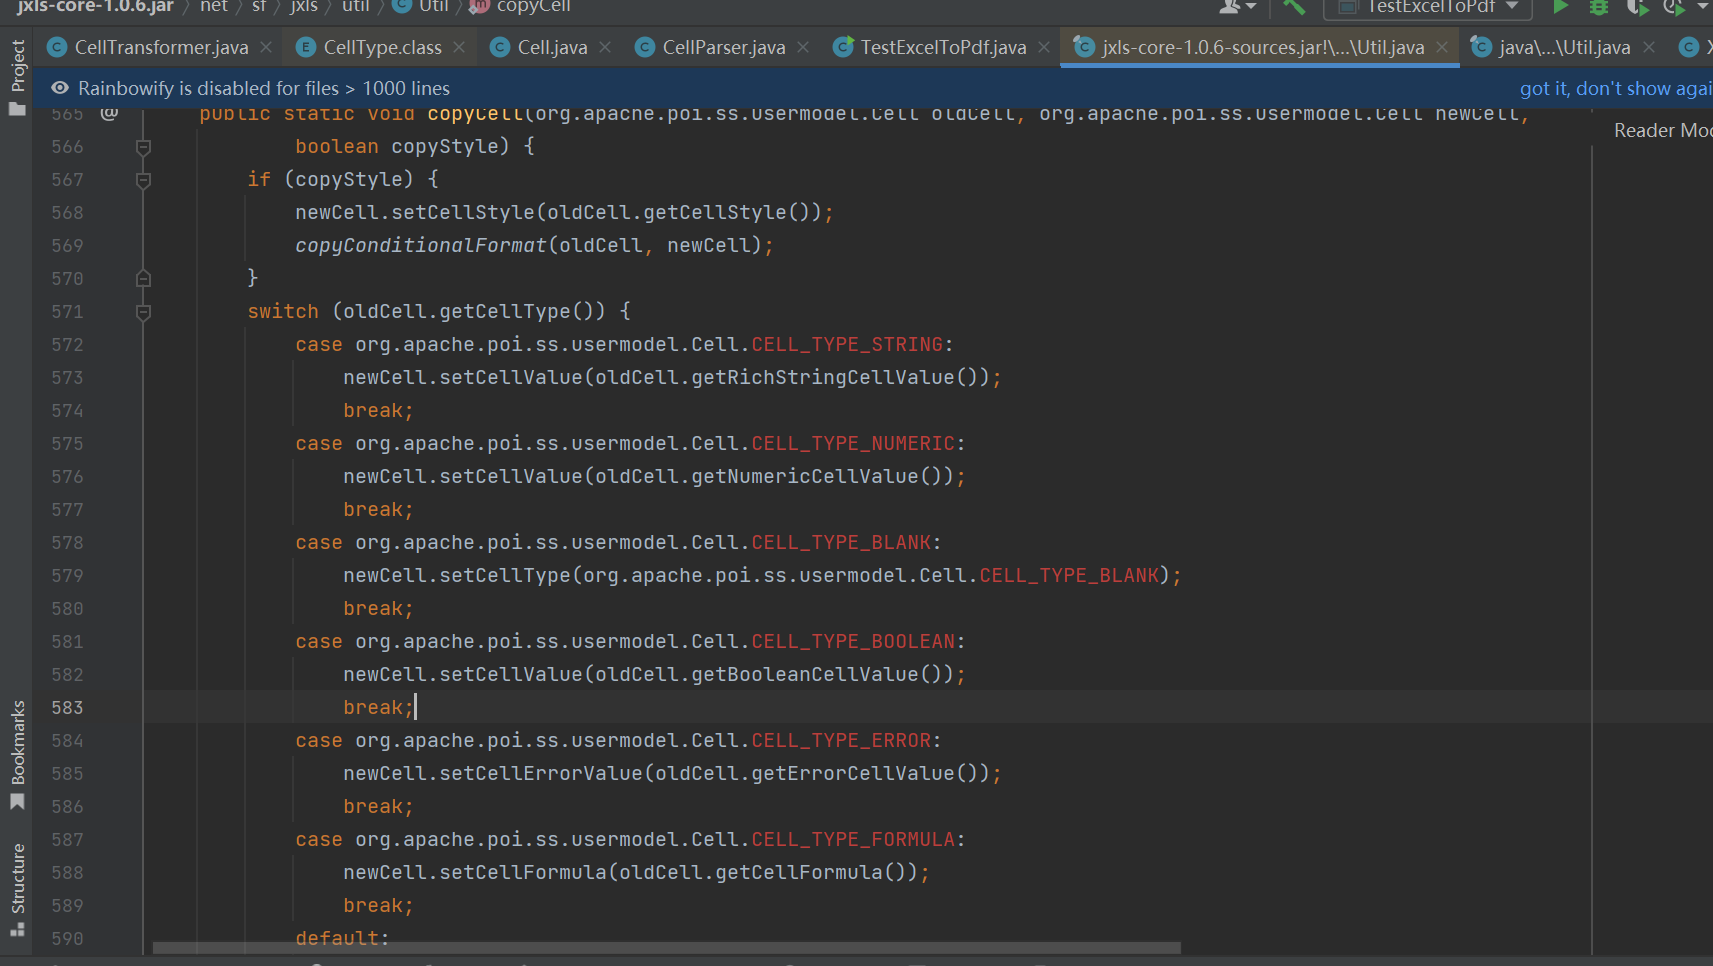 jxls-core-1.0.6.jar net sf jxls util Util copyCell TestExcelToPdf
CellTransformer.java CellType.class Cell.java CellParser.java TestExcelToPdf.java jxls-core-1.0.6-sources.jar!\...\Util.java java\...\Util.java
Rainbowify is disabled for files > 1000 lines got it, don't show agai
Reader Mod
Project
Bookmarks
Structure
565 @ public static void copyCell(org.apache.poi.ss.usermodel.Cell oldCell, org.apache.poi.ss.usermodel.Cell newCell,
566 boolean copyStyle) {
567 if (copyStyle) {
568 newCell.setCellStyle(oldCell.getCellStyle());
569 copyConditionalFormat(oldCell, newCell);
570 }
571 switch (oldCell.getCellType()) {
572 case org.apache.poi.ss.usermodel.Cell.CELL_TYPE_STRING:
573 newCell.setCellValue(oldCell.getRichStringCellValue());
574 break;
575 case org.apache.poi.ss.usermodel.Cell.CELL_TYPE_NUMERIC:
576 newCell.setCellValue(oldCell.getNumericCellValue());
577 break;
578 case org.apache.poi.ss.usermodel.Cell.CELL_TYPE_BLANK:
579 newCell.setCellType(org.apache.poi.ss.usermodel.Cell.CELL_TYPE_BLANK);
580 break;
581 case org.apache.poi.ss.usermodel.Cell.CELL_TYPE_BOOLEAN:
582 newCell.setCellValue(oldCell.getBooleanCellValue());
583 break;
584 case org.apache.poi.ss.usermodel.Cell.CELL_TYPE_ERROR:
585 newCell.setCellErrorValue(oldCell.getErrorCellValue());
586 break;
587 case org.apache.poi.ss.usermodel.Cell.CELL_TYPE_FORMULA:
588 newCell.setCellFormula(oldCell.getCellFormula());
589 break;
590 default: